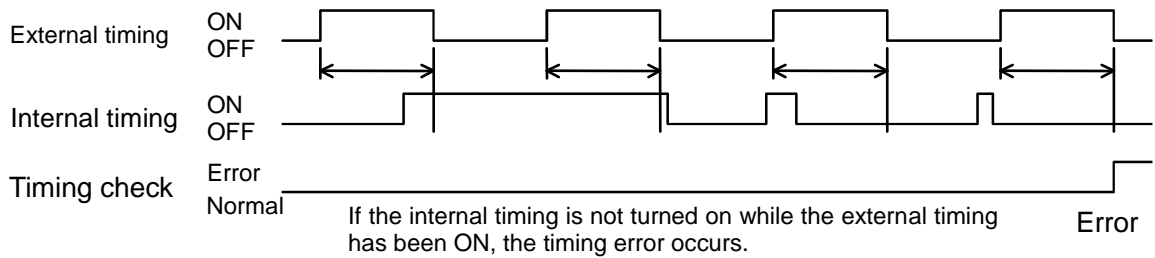 External timing
ON
OFF
Internal timing
ON
OFF
Timing check
Error
Normal
If the internal timing is not turned on while the external timing
has been ON, the timing error occurs.
Error